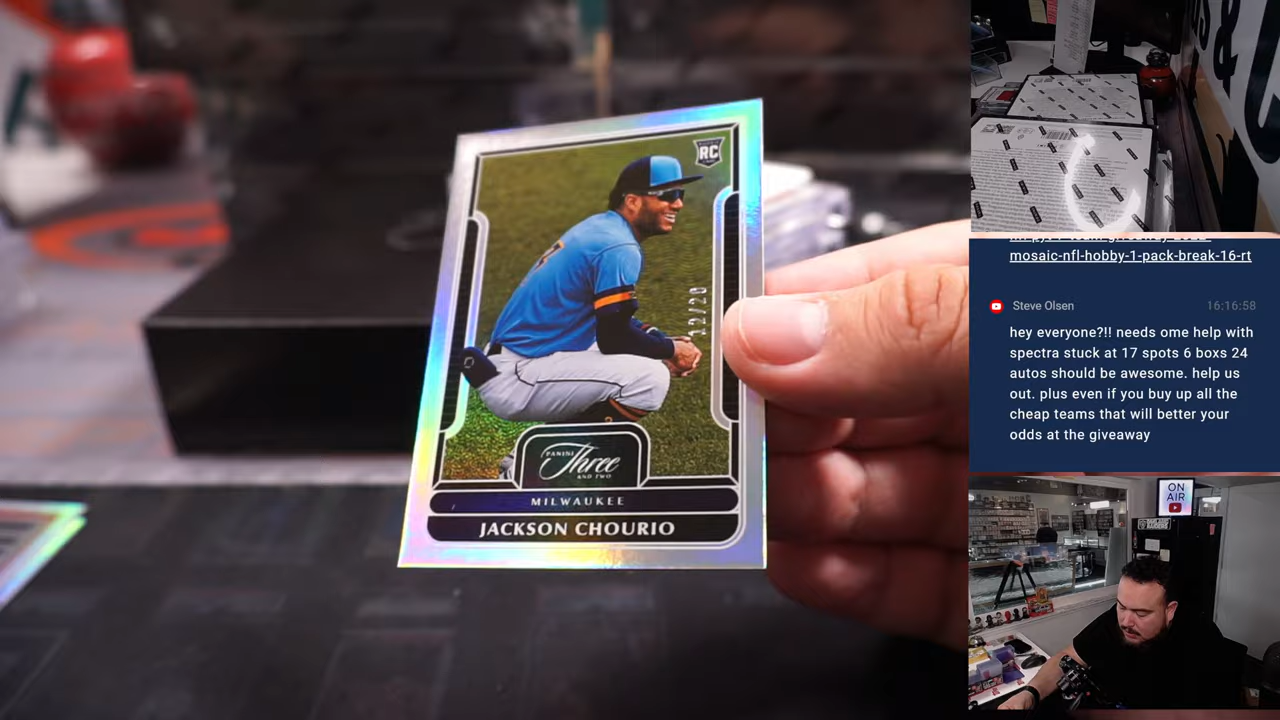 RC
12/20
PANINI
Three
AND TWO
MILWAUKEE
JACKSON CHOURIO
mosaic-nfl-hobby-1-pack-break-16-rt
Steve Olsen 16:16:58
hey everyone?!! needs ome help with
spectra stuck at 17 spots 6 boxs 24
autos should be awesome. help us
out. plus even if you buy up all the
cheap teams that will better your
odds at the giveaway
ON
AIR